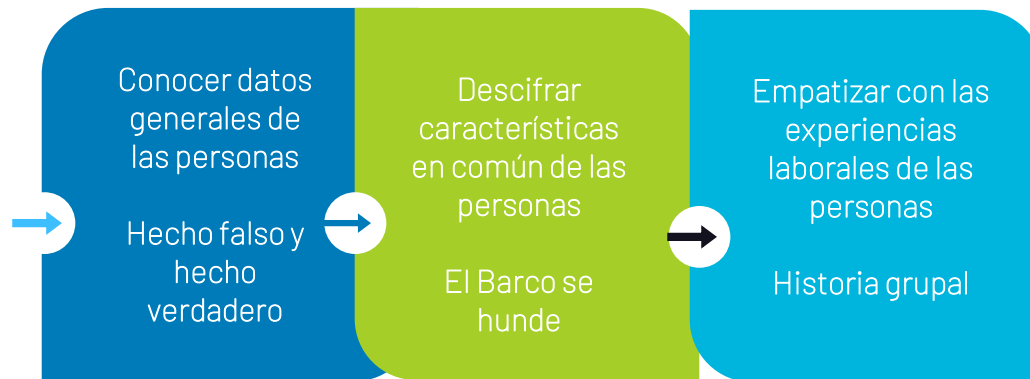 Conocer datos
generales de
las personas
Hecho falso y
hecho
verdadero
Descifrar
características
en común de las
personas
El Barco se
hunde
Empatizar con las
experiencias
laborales de las
personas
Historia grupal